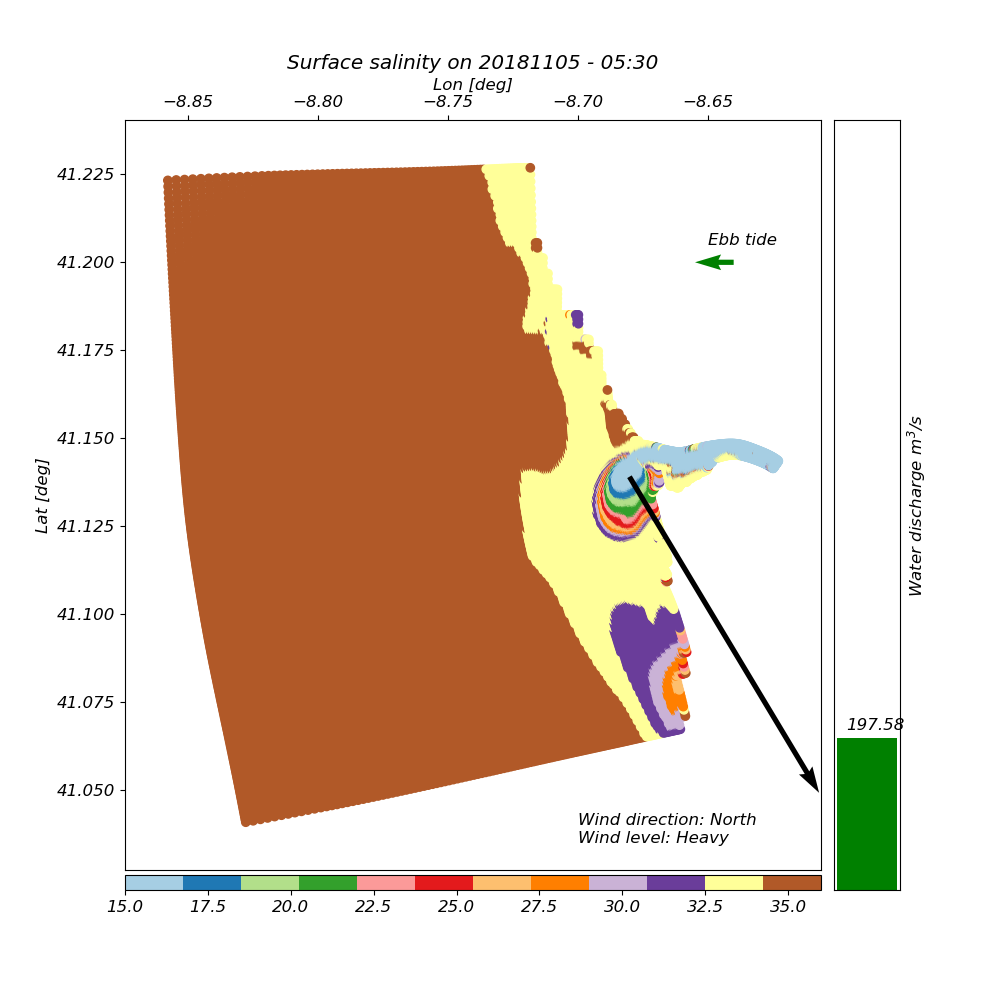 Surface salinity on 20181105 - 05:30
Lon [deg]
−8.85 −8.80 −8.75 −8.70 −8.65
41.225
41.200
41.175
41.150
41.125
41.100
41.075
41.050
Lat [deg]
Ebb tide
Wind direction: North
Wind level: Heavy
15.0 17.5 20.0 22.5 25.0 27.5 30.0 32.5 35.0
197.58
Water discharge m³/s